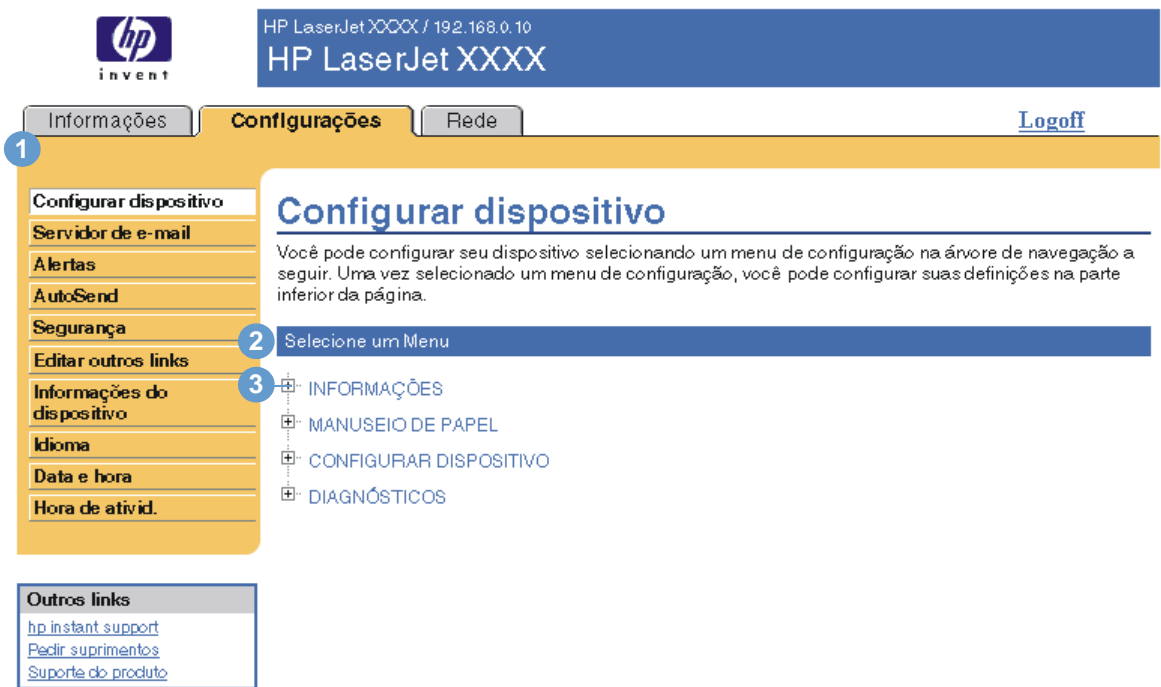 hp
invent
HP LaserJet XXXX / 192.168.0.10
HP LaserJet XXXX
Informações
Configurações
Rede
Logoff
1
Configurar dispositivo
Servidor de e-mail
Alertas
AutoSend
Segurança
Editar outros links
Informações do
dispositivo
Idioma
Data e hora
Hora de ativid.
Configurar dispositivo
Você pode configurar seu dispositivo selecionando um menu de configuração na árvore de navegação a
seguir. Uma vez selecionado um menu de configuração, você pode configurar suas definições na parte
inferior da página.
2
Selecione um Menu
3
INFORMAÇÕES
MANUSEIO DE PAPEL
CONFIGURAR DISPOSITIVO
DIAGNÓSTICOS
Outros links
hp instant support
Pedir suprimentos
Suporte do produto